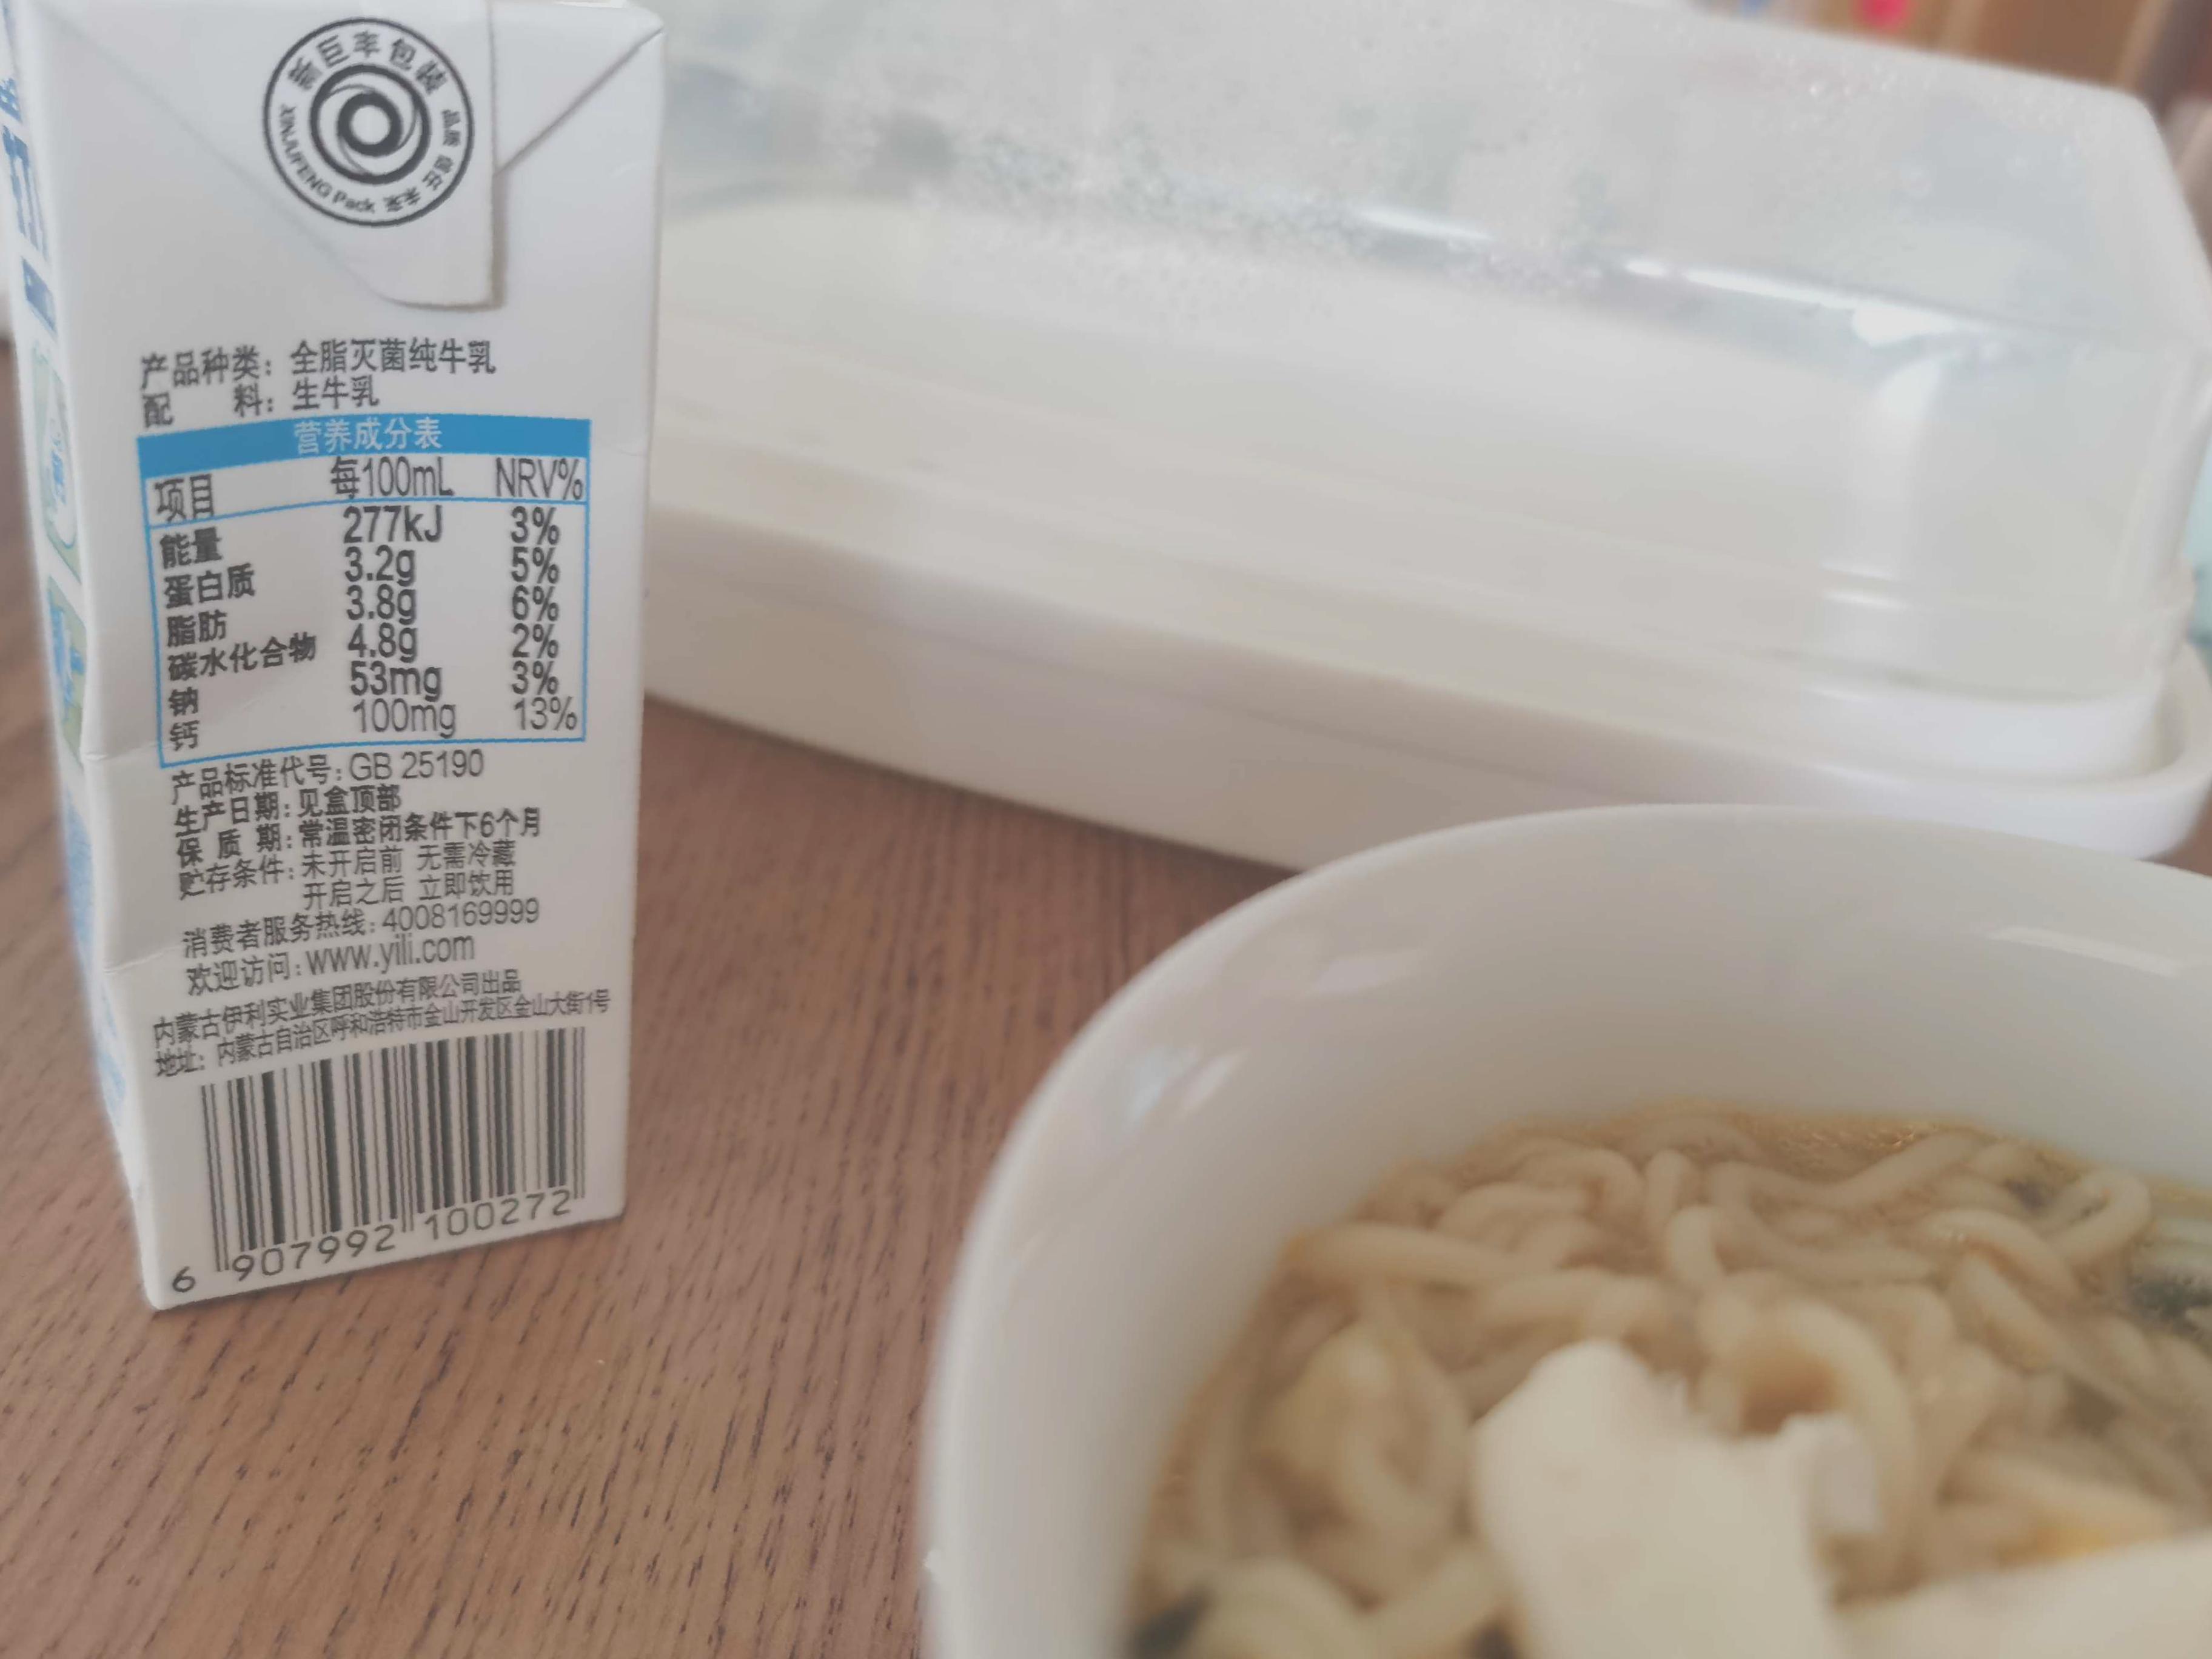 新巨丰包装
品质 信任 未来
XINJUFENG Pack
产品种类：全脂灭菌纯牛乳
配 料：生牛乳
营养成分表
项目 每100mL NRV%
能量 277kJ 3%
蛋白质 3.2g 5%
脂肪 3.8g 6%
碳水化合物 4.8g 2%
钠 53mg 3%
钙 100mg 13%
产品标准代号：GB 25190
生产日期：见盒顶部
保 质 期：常温密闭条件下6个月
贮存条件：未开启前 无需冷藏
开启之后 立即饮用
消费者服务热线：4008169999
欢迎访问：www.yili.com
内蒙古伊利实业集团股份有限公司出品
地址：内蒙古自治区呼和浩特市金山开发区金山大街1号
6 907992 100272